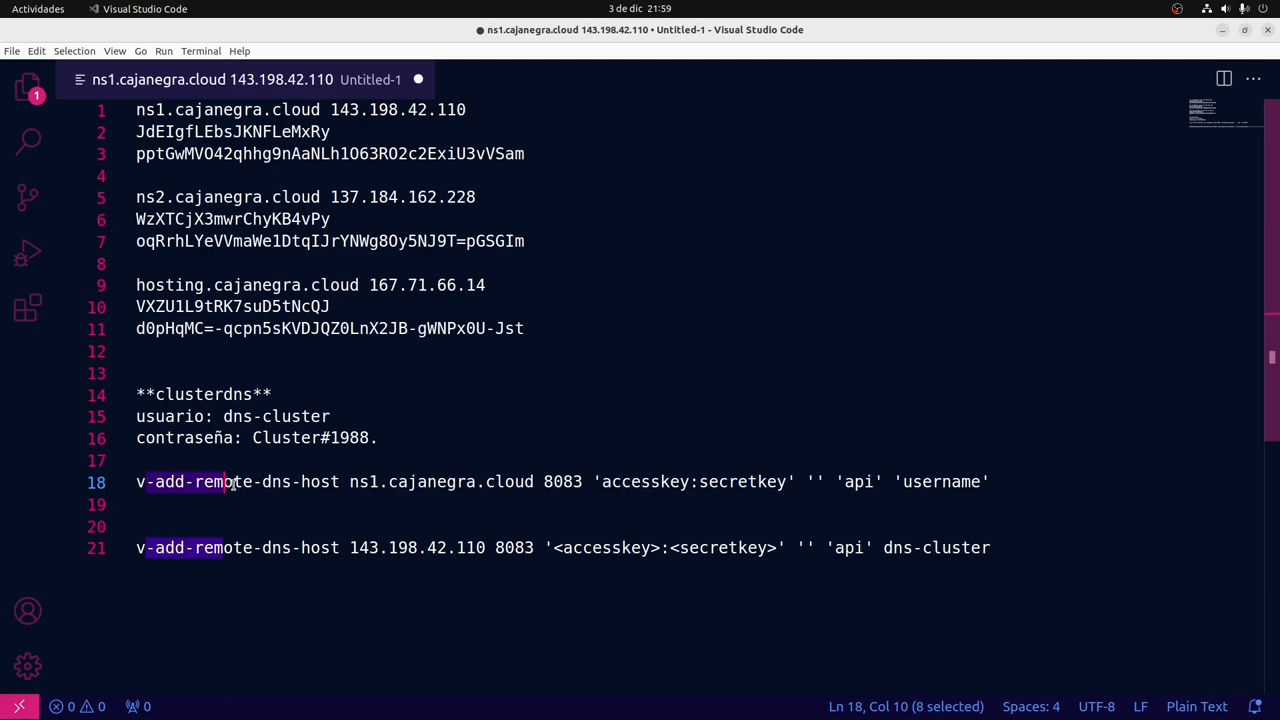 Actividades
Visual Studio Code
3 de dic 21:59
● ns1.cajanegra.cloud 143.198.42.110 • Untitled-1 - Visual Studio Code
File Edit Selection View Go Run Terminal Help
ns1.cajanegra.cloud 143.198.42.110 Untitled-1
1
1 ns1.cajanegra.cloud 143.198.42.110
2 JdEIgfLEbsJKNFLeMxRy
3 pptGwMVO42qhhg9nAaNLh1O63RO2c2ExiU3vVSam
4
5 ns2.cajanegra.cloud 137.184.162.228
6 WzXTCjX3mwrChyKB4vPy
7 oqRrhLYeVVmaWe1DtqIJrYNWg8Oy5NJ9T=pGSGIm
8
9 hosting.cajanegra.cloud 167.71.66.14
10 VXZU1L9tRK7suD5tNcQJ
11 d0pHqMC=-qcpn5sKVDJQZ0LnX2JB-gWNPx0U-Jst
12
13
14 **clusterdns**
15 usuario: dns-cluster
16 contraseña: Cluster#1988.
17
18 v-add-remote-dns-host ns1.cajanegra.cloud 8083 'accesskey:secretkey' '' 'api' 'username'
19
20
21 v-add-remote-dns-host 143.198.42.110 8083 '<accesskey>:<secretkey>' '' 'api' dns-cluster
0 0 0
Ln 18, Col 10 (8 selected) Spaces: 4 UTF-8 LF Plain Text